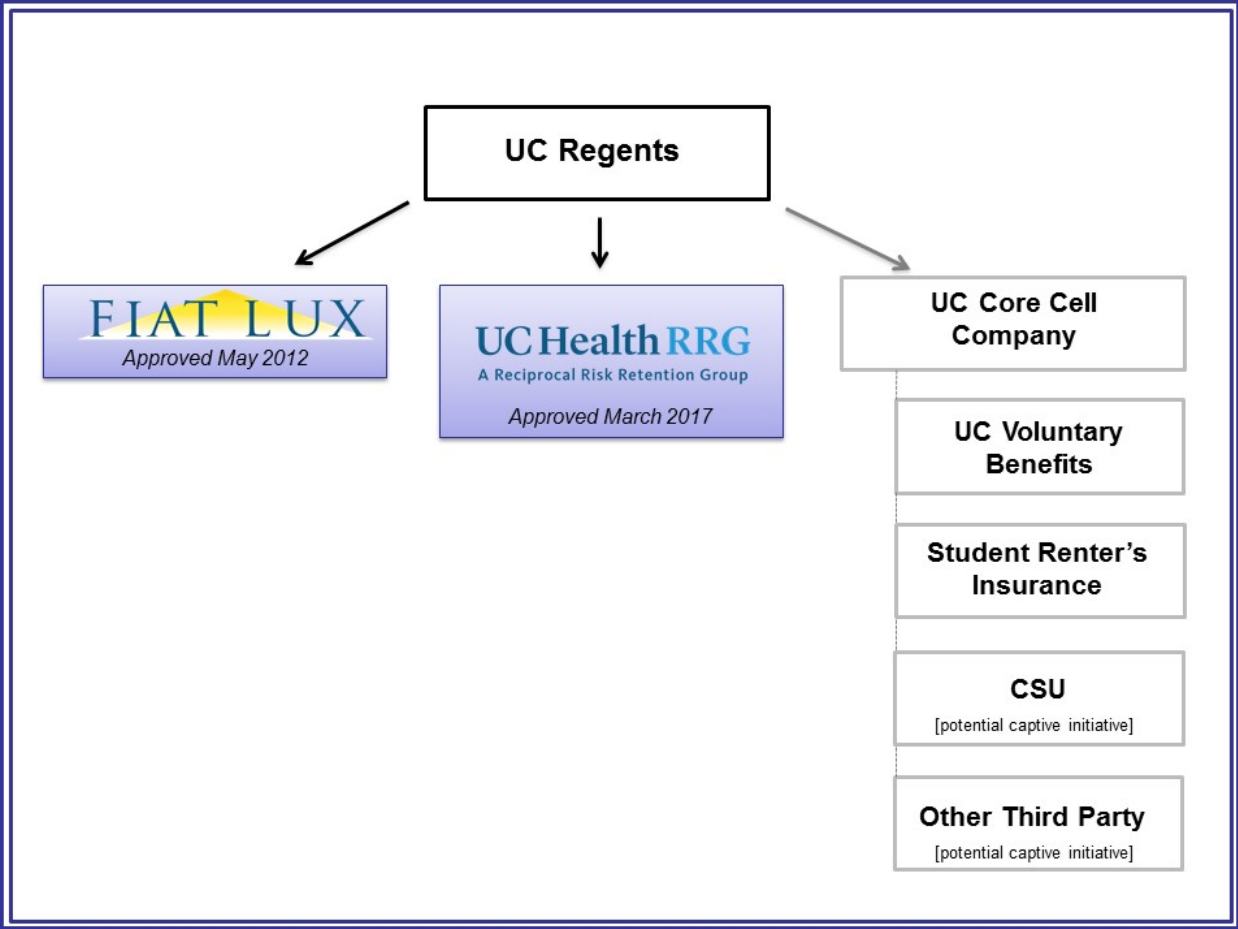 UC Regents
FIAT LUX
Approved May 2012
UC Health RRG
A Reciprocal Risk Retention Group
Approved March 2017
UC Core Cell
Company
UC Voluntary
Benefits
Student Renter’s
Insurance
CSU
[potential captive initiative]
Other Third Party
[potential captive initiative]